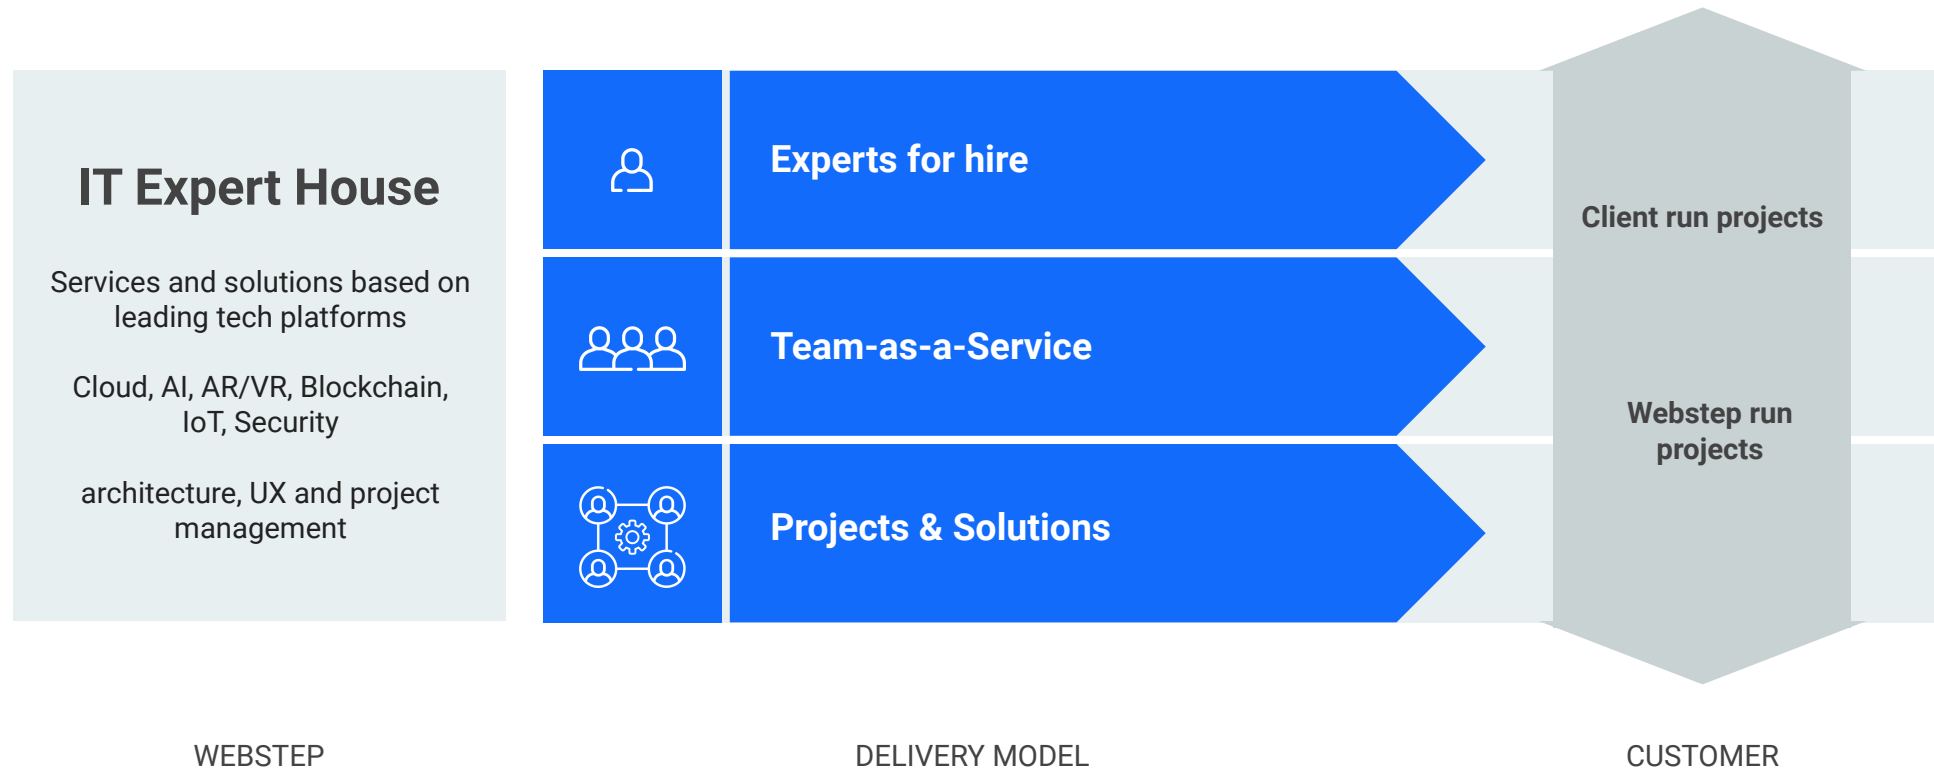 IT Expert House
Services and solutions based on
leading tech platforms
Cloud, AI, AR/VR, Blockchain,
IoT, Security
architecture, UX and project
management
WEBSTEP
Experts for hire
Team-as-a-Service
Projects & Solutions
DELIVERY MODEL
Client run projects
Webstep run
projects
CUSTOMER